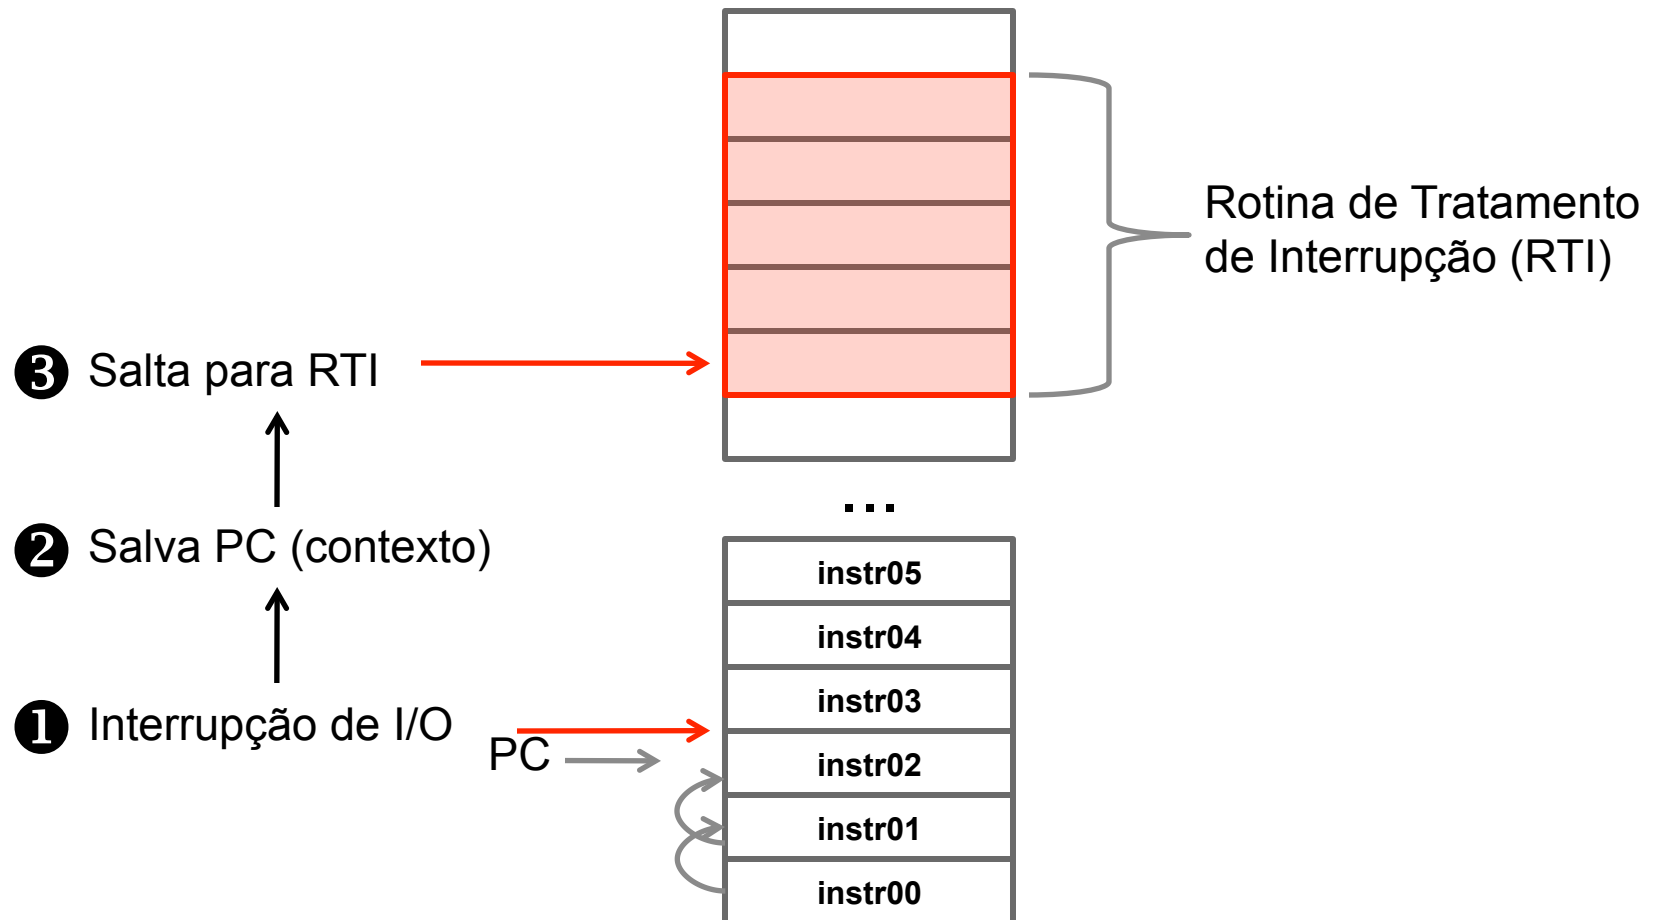 Rotina de Tratamento
de Interrupção (RTI)
❸ Salta para RTI
...
❷ Salva PC (contexto)
instr05
instr04
instr03
❶ Interrupção de I/O
PC
instr02
instr01
instr00